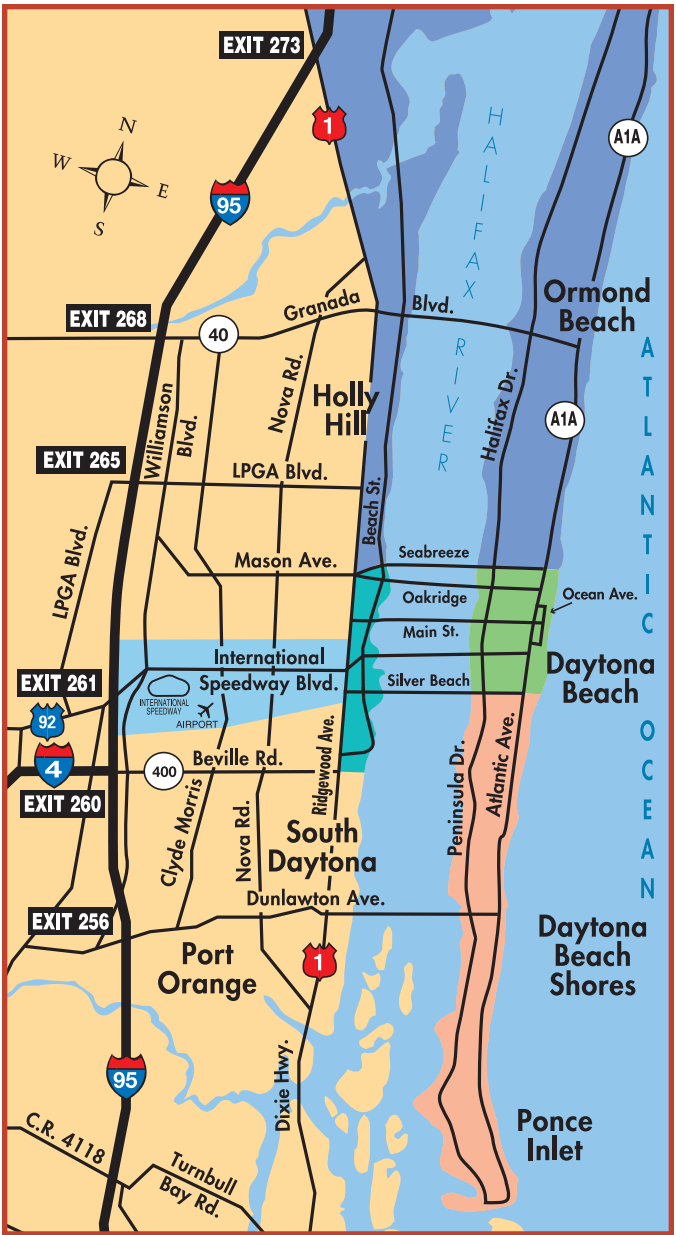 EXIT 273
1
A1A
N
W
E
S
95
HALIFAX
RIVER
Ormond
Beach
EXIT 268
Granada
Blvd.
40
ATLANTIC
OCEAN
Nova Rd.
Holly
Hill
Halifax Dr.
A1A
Williamson
Blvd.
EXIT 265
LPGA Blvd.
Beach St.
LPGA Blvd.
Mason Ave.
Seabreeze
Oakridge
Ocean Ave.
Main St.
International
Speedway Blvd.
Silver Beach
Daytona
Beach
EXIT 261
INTERNATIONAL
SPEEDWAY
AIRPORT
92
4
400
Beville Rd.
Ridgewood Ave.
Peninsula Dr.
Atlantic Ave.
EXIT 260
Clyde Morris
Nova Rd.
South
Daytona
Dunlawton Ave.
EXIT 256
Port
Orange
1
Daytona
Beach
Shores
95
Dixie Hwy.
Ponce
Inlet
C.R. 4118
Turnbull
Bay Rd.